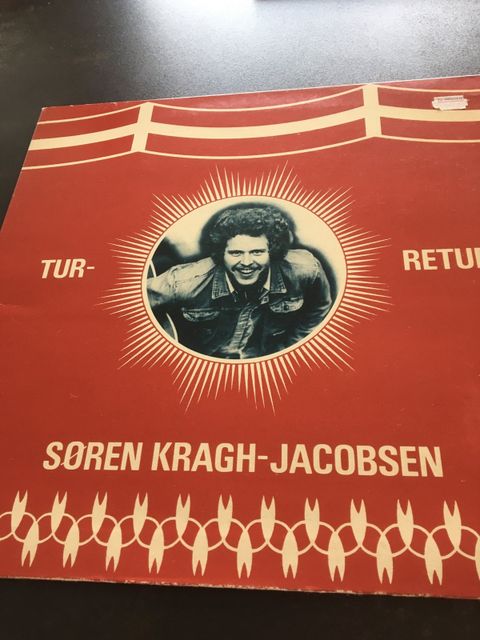 TUR- RETUR
SØREN KRAGH-JACOBSEN